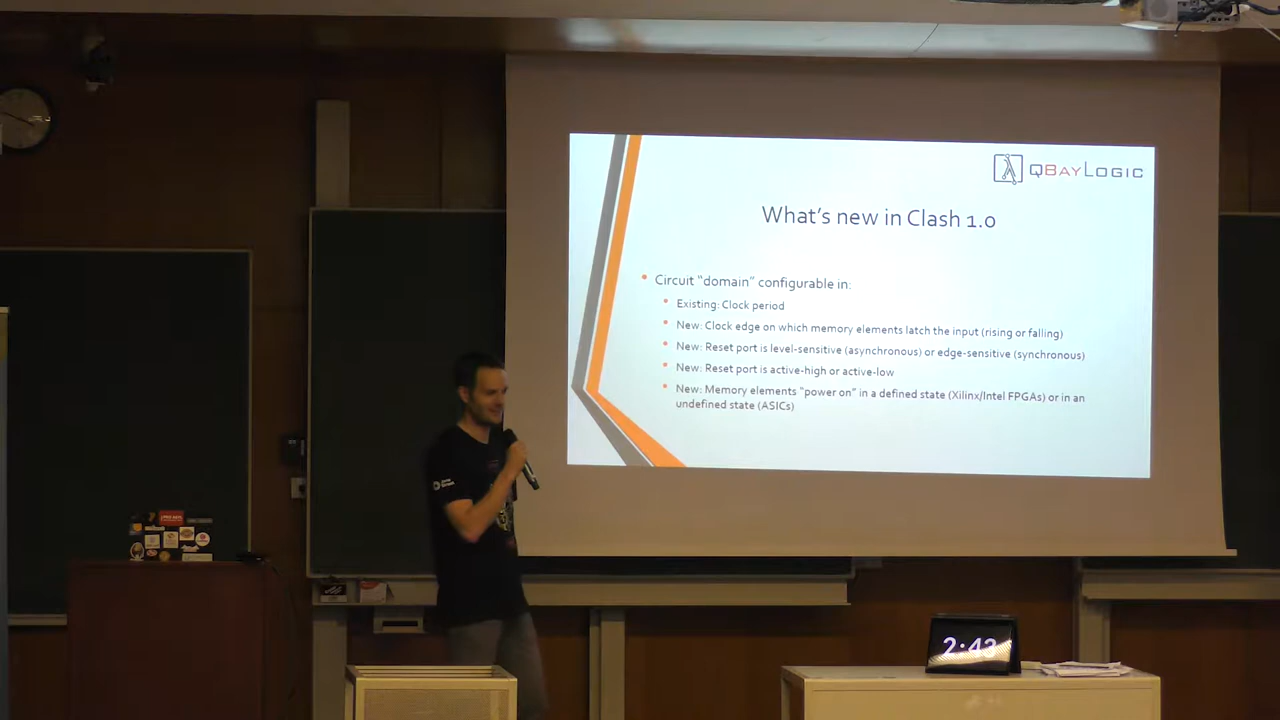 QBAYLOGIC
What's new in Clash 1.0
• Circuit "domain" configurable in:
• Existing: Clock period
• New: Clock edge on which memory elements latch the input (rising or falling)
• New: Reset port is level-sensitive (asynchronous) or edge-sensitive (synchronous)
• New: Reset port is active-high or active-low
• New: Memory elements "power on" in a defined state (Xilinx/Intel FPGAs) or in an
undefined state (ASICs)
2:43